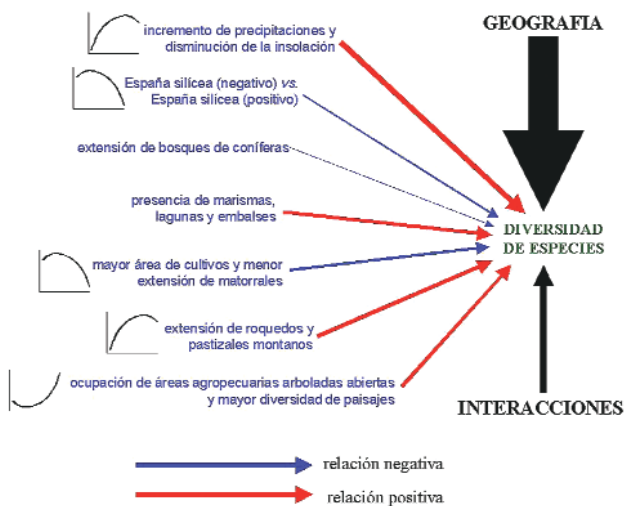 GEOGRAFIA
incremento de precipitaciones y
disminución de la insolación
España silícea (negativo) vs.
España silícea (positivo)
extensión de bosques de coníferas
presencia de marismas,
lagunas y embalses
DIVERSIDAD
DE ESPECIES
mayor área de cultivos y menor
extensión de matorrales
extensión de roquedos y
pastizales montanos
ocupación de áreas agropecuarias arboladas abiertas
y mayor diversidad de paisajes
INTERACCIONES
relación negativa
relación positiva